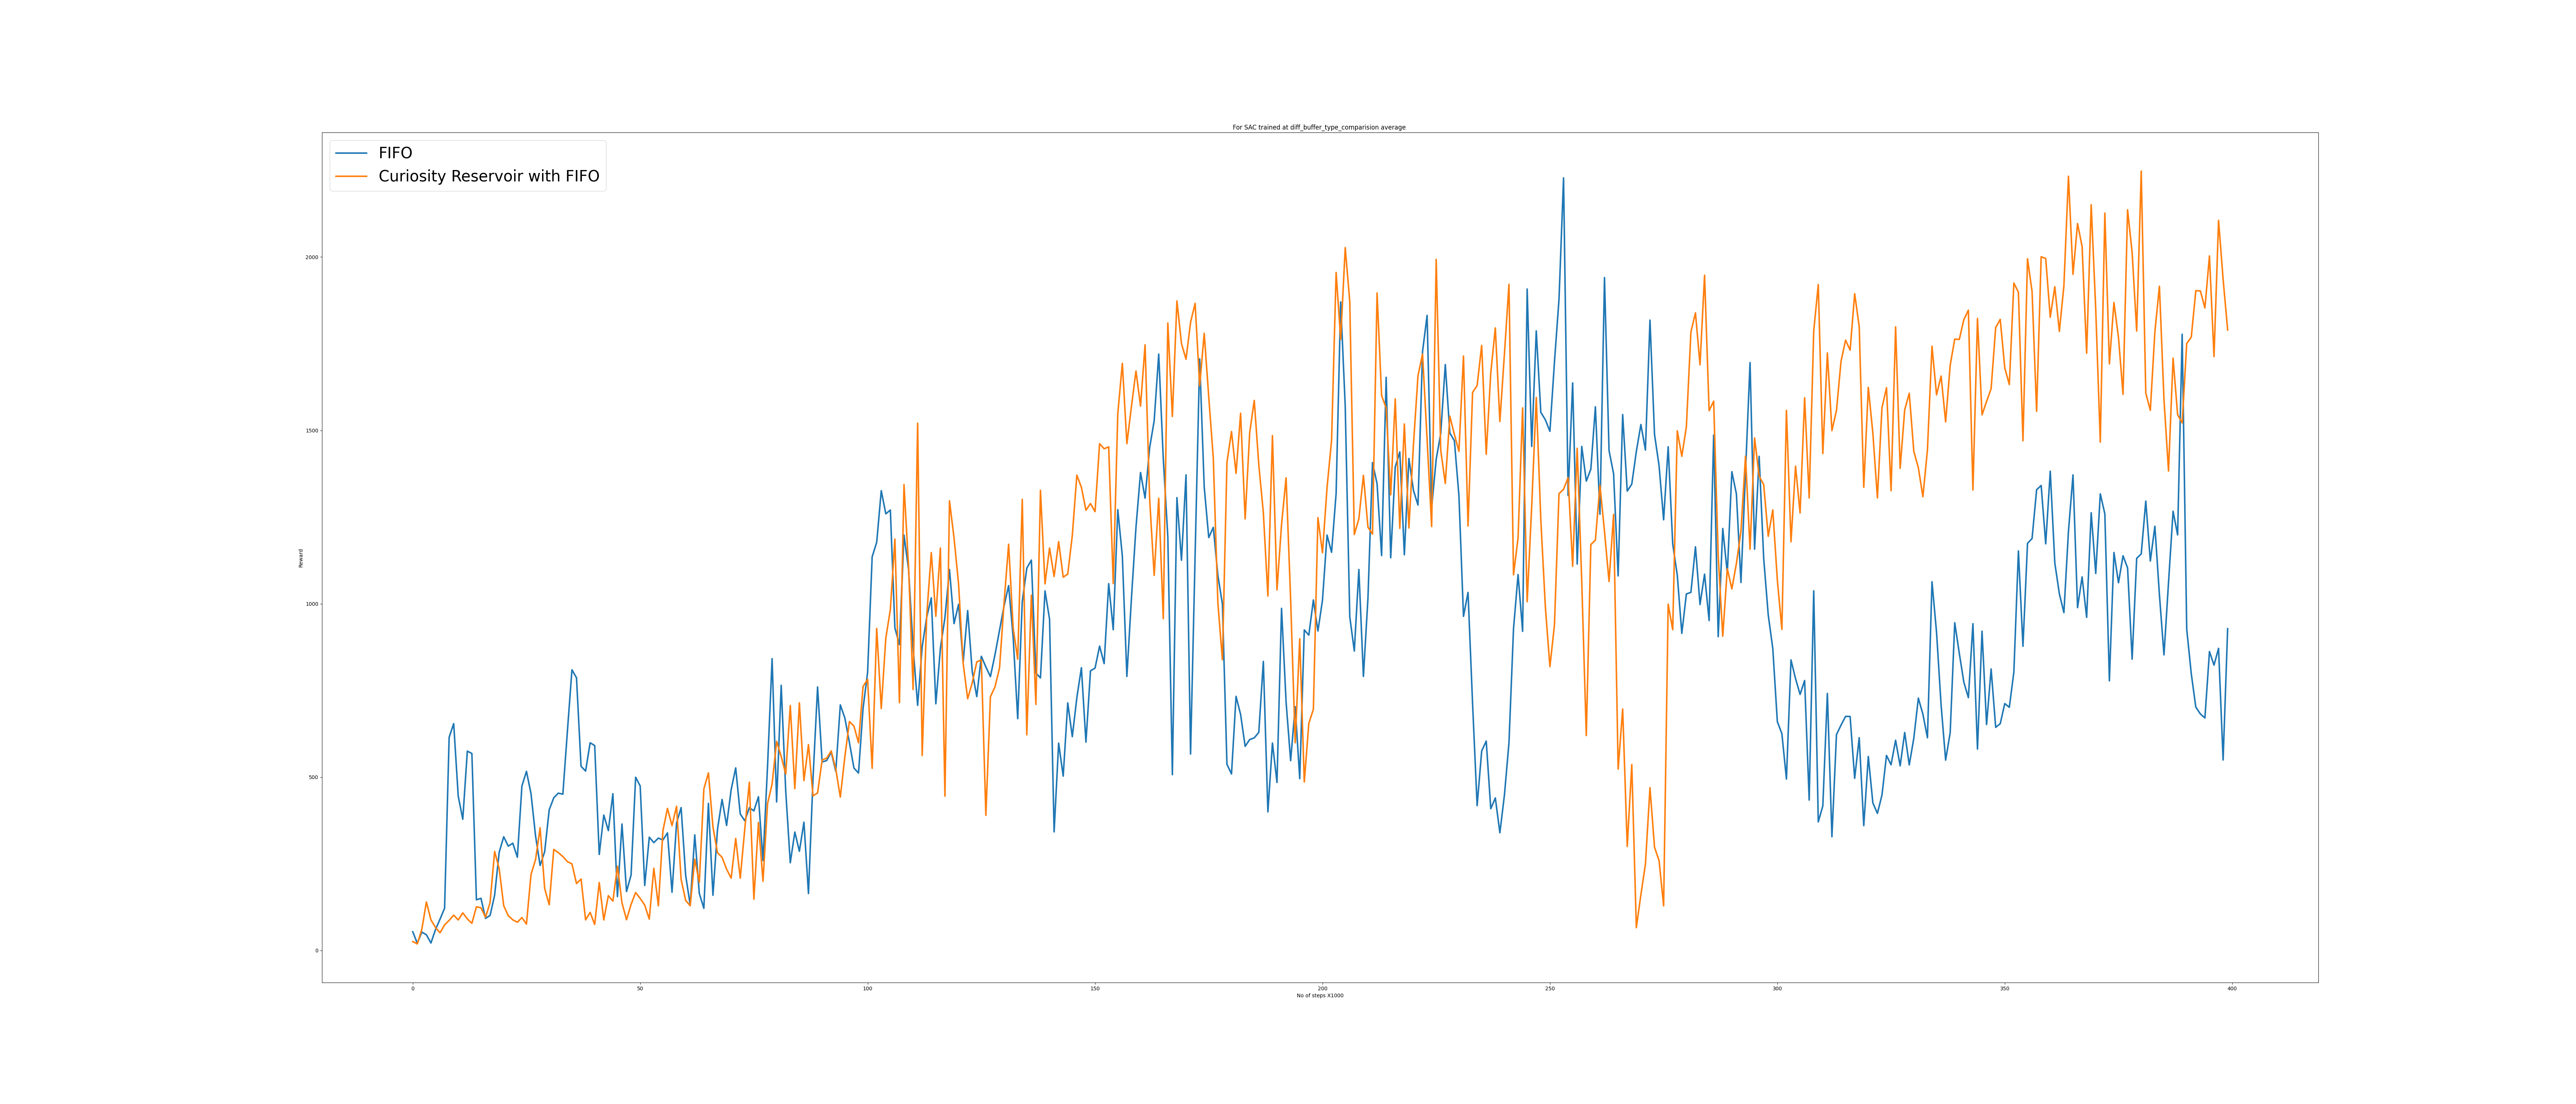 For SAC trained at diff_buffer_type_comparision average
FIFO
Curiosity Reservoir with FIFO
2000
1500
1000
500
0
Reward
0 50 100 150 200 250 300 350 400
No of steps X1000